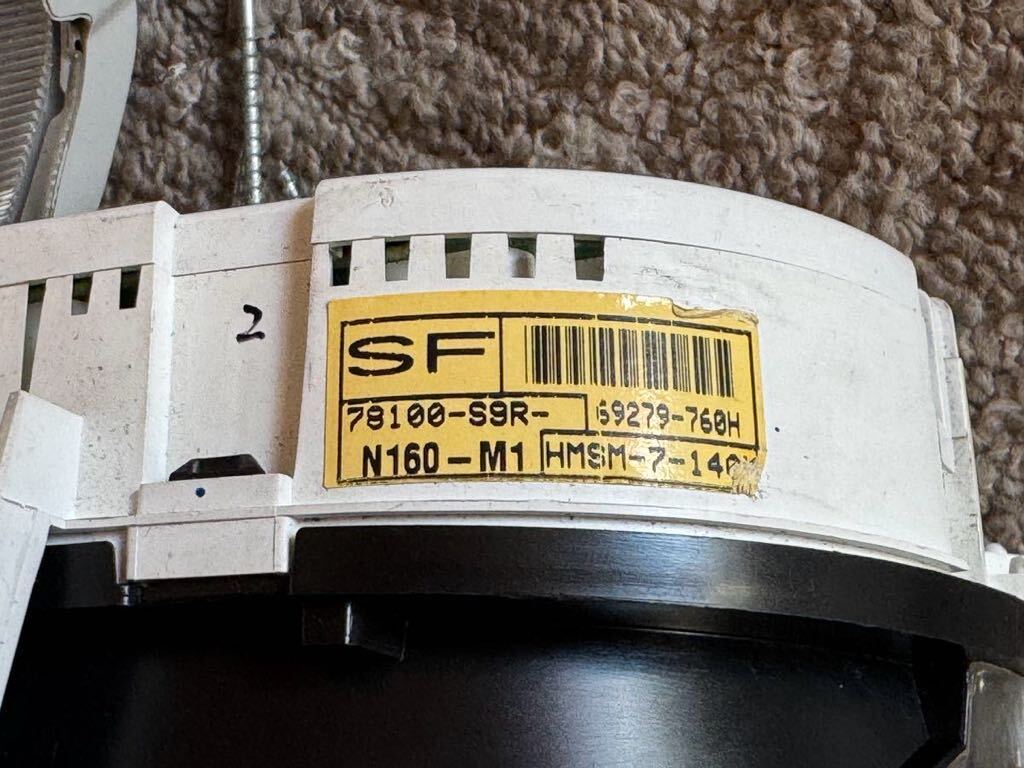 2
SF
78100-S9R-
69279-760H
N160-M1
HMSM-7-140